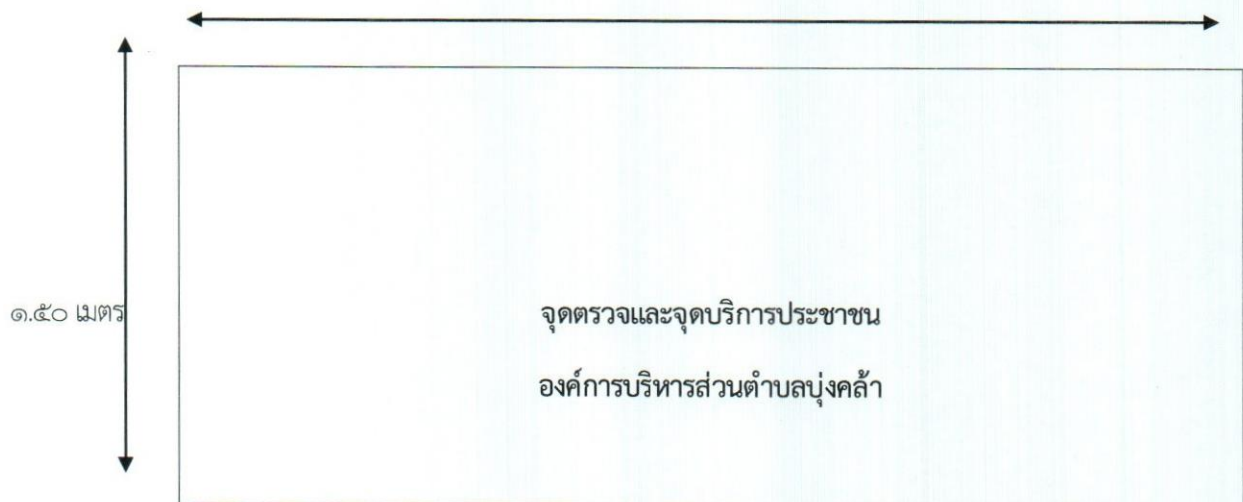 ๑.๕๐ เมตร
จุดตรวจและจุดบริการประชาชน
องค์การบริหารส่วนตำบลบุ่งคล้า